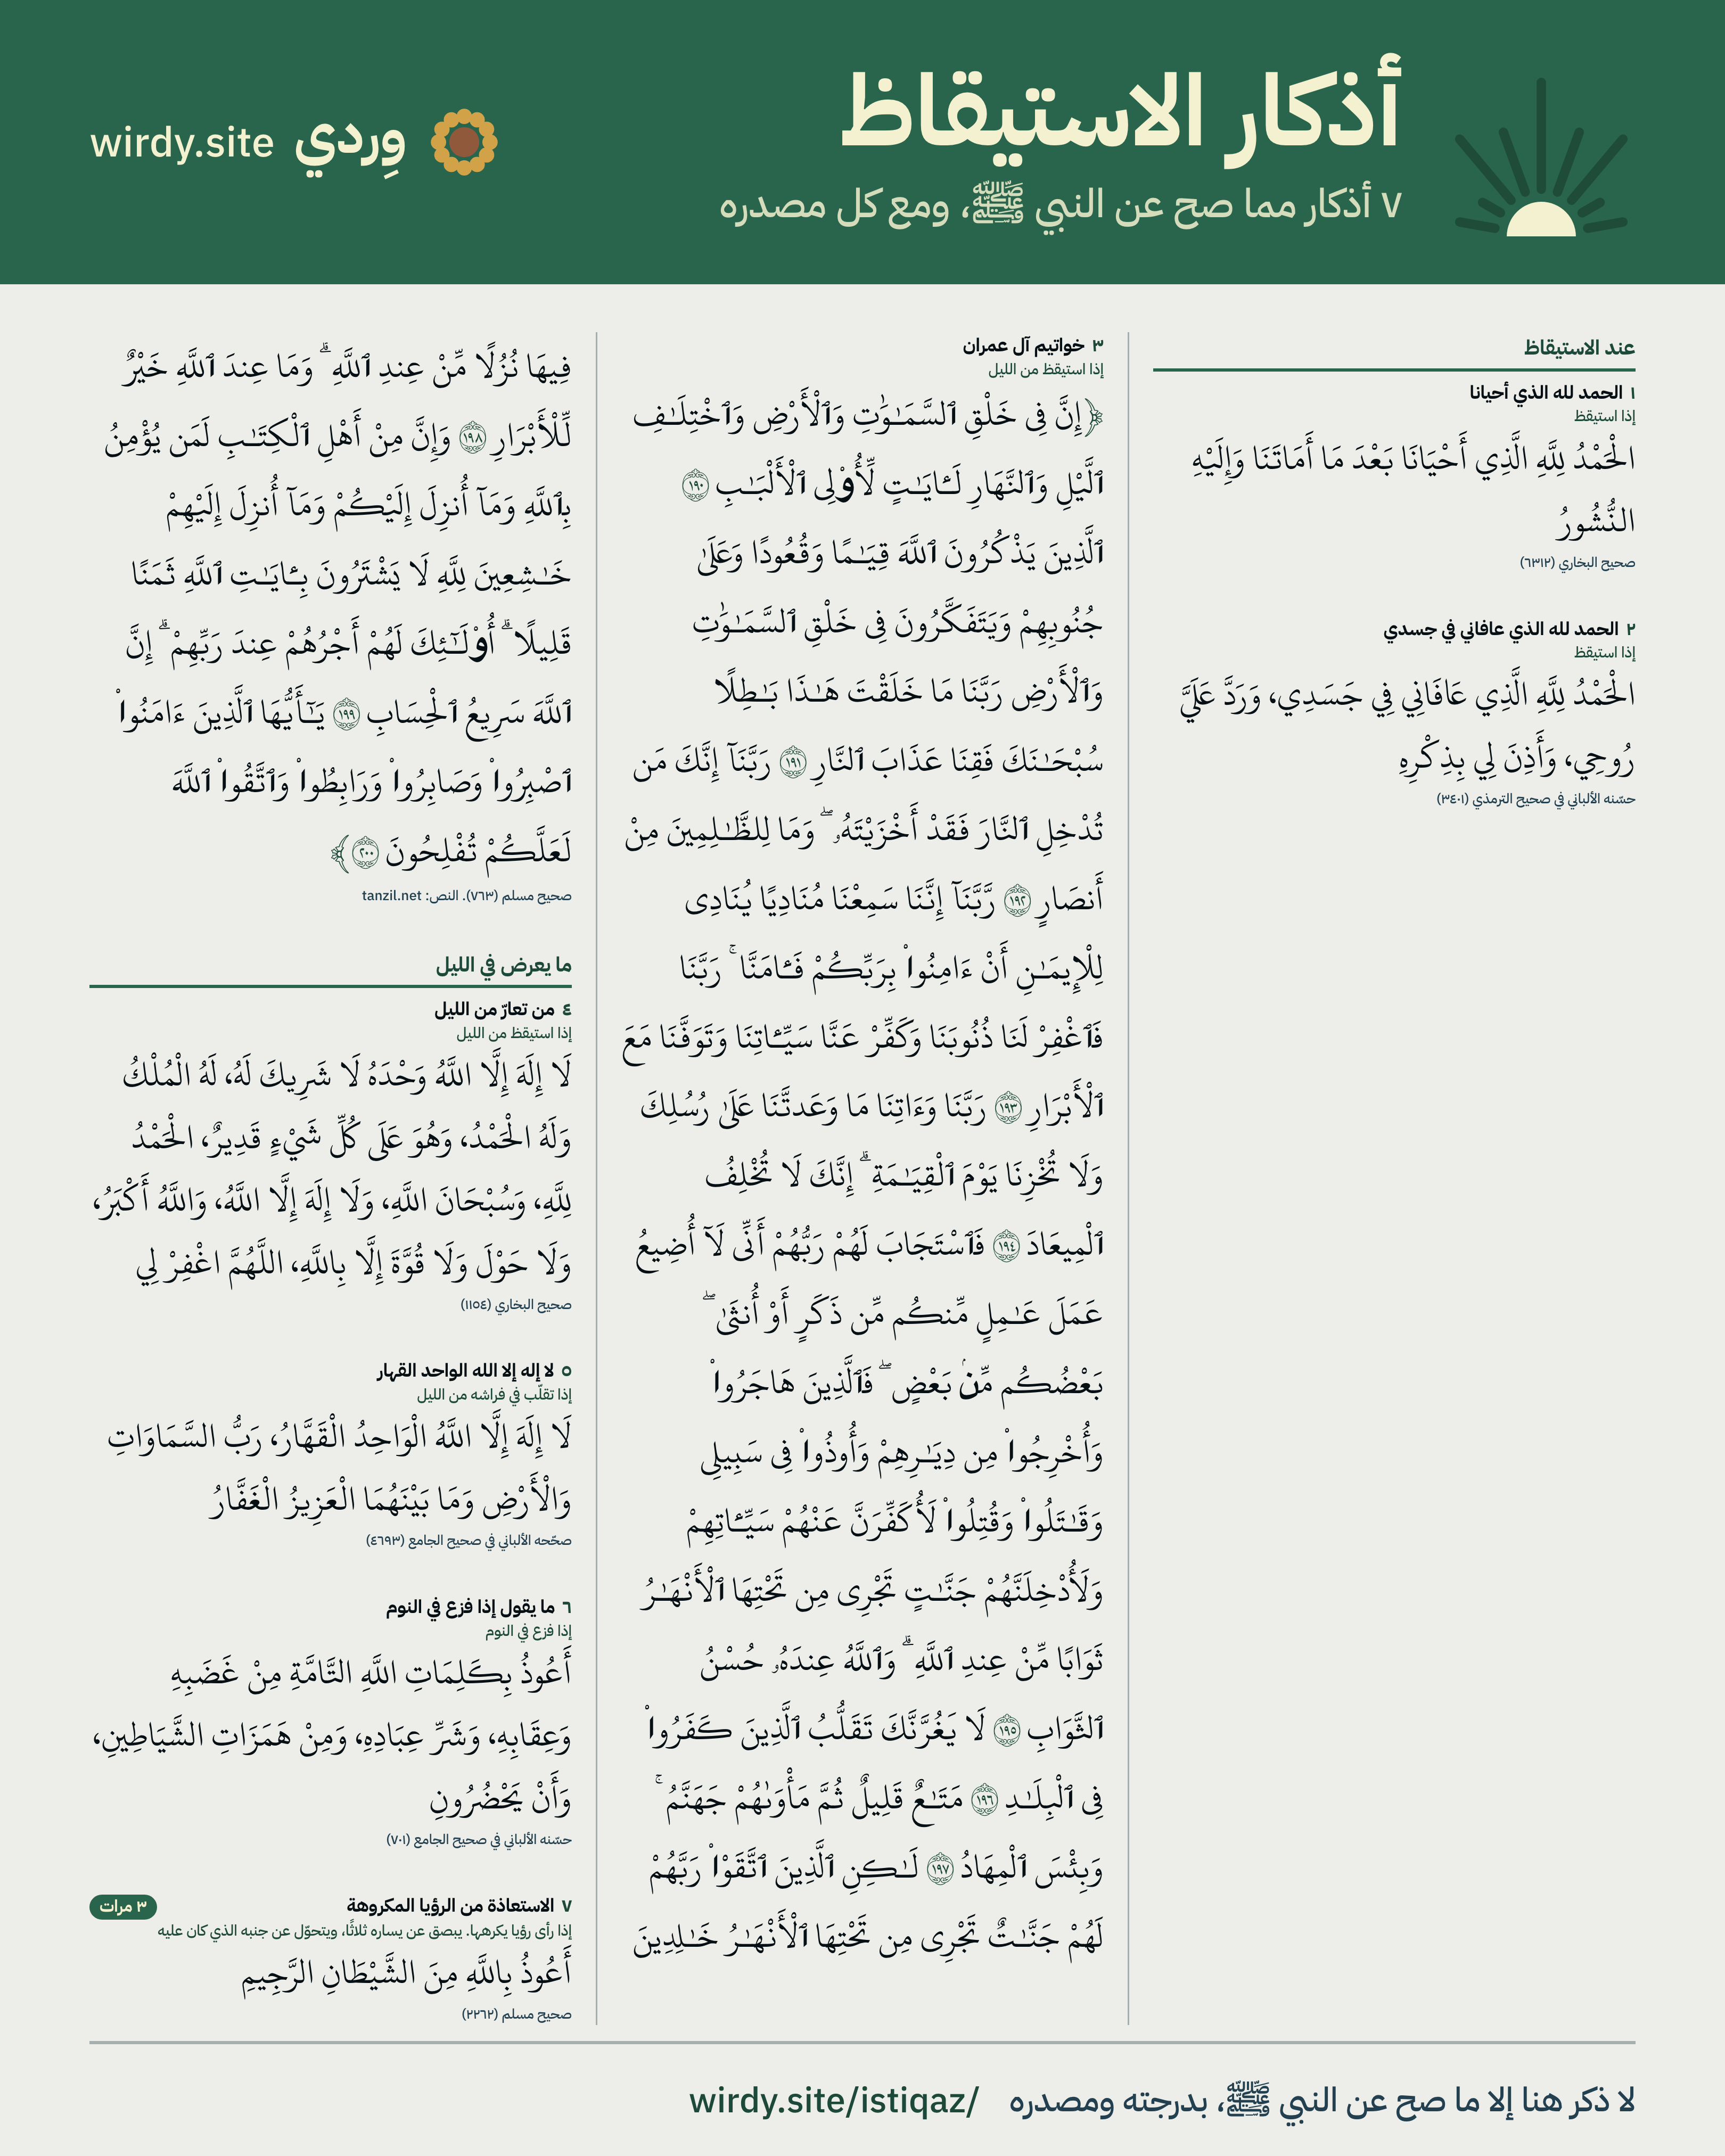 أذكار الاستيقاظ
٧ أذكار مما صح عن النبي ﷺ، ومع كل مصدره
وِردي wirdy.site
عند الاستيقاظ
١ الحمد لله الذي أحيانا
إذا استيقظ
الْحَمْدُ لِلَّهِ الَّذِي أَحْيَانَا بَعْدَ مَا أَمَاتَنَا وَإِلَيْهِ
النُّشُورُ
صحيح البخاري (٦٣١٢)
٢ الحمد لله الذي عافاني في جسدي
إذا استيقظ
الْحَمْدُ لِلَّهِ الَّذِي عَافَانِي فِي جَسَدِي، وَرَدَّ عَلَيَّ
رُوحِي، وَأَذِنَ لِي بِذِكْرِهِ
حسّنه الألباني في صحيح الترمذي (٣٤٠١)
٣ خواتيم آل عمران
إذا استيقظ من الليل
﴿إِنَّ فِى خَلْقِ ٱلسَّمَـٰوَٰتِ وَٱلْأَرْضِ وَٱخْتِلَـٰفِ
ٱلَّيْلِ وَٱلنَّهَارِ لَـَٔايَـٰتٍ لِّأُو۟لِى ٱلْأَلْبَـٰبِ ١٩٠
ٱلَّذِينَ يَذْكُرُونَ ٱللَّهَ قِيَـٰمًا وَقُعُودًا وَعَلَىٰ
جُنُوبِهِمْ وَيَتَفَكَّرُونَ فِى خَلْقِ ٱلسَّمَـٰوَٰتِ
وَٱلْأَرْضِ رَبَّنَا مَا خَلَقْتَ هَـٰذَا بَـٰطِلًا
سُبْحَـٰنَكَ فَقِنَا عَذَابَ ٱلنَّارِ ١٩١ رَبَّنَآ إِنَّكَ مَن
تُدْخِلِ ٱلنَّارَ فَقَدْ أَخْزَيْتَهُۥ ۖ وَمَا لِلظَّـٰلِمِينَ مِنْ
أَنصَارٍ ١٩٢ رَّبَّنَآ إِنَّنَا سَمِعْنَا مُنَادِيًا يُنَادِى
لِلْإِيمَـٰنِ أَنْ ءَامِنُوا۟ بِرَبِّكُمْ فَـَٔامَنَّا ۚ رَبَّنَا
فَٱغْفِرْ لَنَا ذُنُوبَنَا وَكَفِّرْ عَنَّا سَيِّـَٔاتِنَا وَتَوَفَّنَا مَعَ
ٱلْأَبْرَارِ ١٩٣ رَبَّنَا وَءَاتِنَا مَا وَعَدتَّنَا عَلَىٰ رُسُلِكَ
وَلَا تُخْزِنَا يَوْمَ ٱلْقِيَـٰمَةِ ۗ إِنَّكَ لَا تُخْلِفُ
ٱلْمِيعَادَ ١٩٤ فَٱسْتَجَابَ لَهُمْ رَبُّهُمْ أَنِّى لَآ أُضِيعُ
عَمَلَ عَـٰمِلٍ مِّنكُم مِّن ذَكَرٍ أَوْ أُنثَىٰ ۖ
بَعْضُكُم مِّنۢ بَعْضٍ ۖ فَٱلَّذِينَ هَاجَرُوا۟
وَأُخْرِجُوا۟ مِن دِيَـٰرِهِمْ وَأُوذُوا۟ فِى سَبِيلِى
وَقَـٰتَلُوا۟ وَقُتِلُوا۟ لَأُكَفِّرَنَّ عَنْهُمْ سَيِّـَٔاتِهِمْ
وَلَأُدْخِلَنَّهُمْ جَنَّـٰتٍ تَجْرِى مِن تَحْتِهَا ٱلْأَنْهَـٰرُ
ثَوَابًا مِّنْ عِندِ ٱللَّهِ ۗ وَٱللَّهُ عِندَهُۥ حُسْنُ
ٱلثَّوَابِ ١٩٥ لَا يَغُرَّنَّكَ تَقَلُّبُ ٱلَّذِينَ كَفَرُوا۟
فِى ٱلْبِلَـٰدِ ١٩٦ مَتَـٰعٌ قَلِيلٌ ثُمَّ مَأْوَىٰهُمْ جَهَنَّمُ ۚ
وَبِئْسَ ٱلْمِهَادُ ١٩٧ لَـٰكِنِ ٱلَّذِينَ ٱتَّقَوْا۟ رَبَّهُمْ
لَهُمْ جَنَّـٰتٌ تَجْرِى مِن تَحْتِهَا ٱلْأَنْهَـٰرُ خَـٰلِدِينَ
فِيهَا نُزُلًا مِّنْ عِندِ ٱللَّهِ ۗ وَمَا عِندَ ٱللَّهِ خَيْرٌ
لِّلْأَبْرَارِ ١٩٨ وَإِنَّ مِنْ أَهْلِ ٱلْكِتَـٰبِ لَمَن يُؤْمِنُ
بِٱللَّهِ وَمَآ أُنزِلَ إِلَيْكُمْ وَمَآ أُنزِلَ إِلَيْهِمْ
خَـٰشِعِينَ لِلَّهِ لَا يَشْتَرُونَ بِـَٔايَـٰتِ ٱللَّهِ ثَمَنًا
قَلِيلًا ۗ أُو۟لَـٰٓئِكَ لَهُمْ أَجْرُهُمْ عِندَ رَبِّهِمْ ۗ إِنَّ
ٱللَّهَ سَرِيعُ ٱلْحِسَابِ ١٩٩ يَـٰٓأَيُّهَا ٱلَّذِينَ ءَامَنُوا۟
ٱصْبِرُوا۟ وَصَابِرُوا۟ وَرَابِطُوا۟ وَٱتَّقُوا۟ ٱللَّهَ
لَعَلَّكُمْ تُفْلِحُونَ ٢٠٠﴾
صحيح مسلم (٧٦٣). النص: tanzil.net
ما يعرض في الليل
٤ من تعارّ من الليل
إذا استيقظ من الليل
لَا إِلَهَ إِلَّا اللَّهُ وَحْدَهُ لَا شَرِيكَ لَهُ، لَهُ الْمُلْكُ
وَلَهُ الْحَمْدُ، وَهُوَ عَلَى كُلِّ شَيْءٍ قَدِيرٌ، الْحَمْدُ
لِلَّهِ، وَسُبْحَانَ اللَّهِ، وَلَا إِلَهَ إِلَّا اللَّهُ، وَاللَّهُ أَكْبَرُ،
وَلَا حَوْلَ وَلَا قُوَّةَ إِلَّا بِاللَّهِ، اللَّهُمَّ اغْفِرْ لِي
صحيح البخاري (١١٥٤)
٥ لا إله إلا الله الواحد القهار
إذا تقلّب في فراشه من الليل
لَا إِلَهَ إِلَّا اللَّهُ الْوَاحِدُ الْقَهَّارُ، رَبُّ السَّمَاوَاتِ
وَالْأَرْضِ وَمَا بَيْنَهُمَا الْعَزِيزُ الْغَفَّارُ
صحّحه الألباني في صحيح الجامع (٤٦٩٣)
٦ ما يقول إذا فزع في النوم
إذا فزع في النوم
أَعُوذُ بِكَلِمَاتِ اللَّهِ التَّامَّةِ مِنْ غَضَبِهِ
وَعِقَابِهِ، وَشَرِّ عِبَادِهِ، وَمِنْ هَمَزَاتِ الشَّيَاطِينِ،
وَأَنْ يَحْضُرُونِ
حسّنه الألباني في صحيح الجامع (٧٠١)
٧ الاستعاذة من الرؤيا المكروهة ٣ مرات
إذا رأى رؤيا يكرهها. يبصق عن يساره ثلاثًا، ويتحوّل عن جنبه الذي كان عليه
أَعُوذُ بِاللَّهِ مِنَ الشَّيْطَانِ الرَّجِيمِ
صحيح مسلم (٢٢٦٢)
لا ذكر هنا إلا ما صح عن النبي ﷺ، بدرجته ومصدره wirdy.site/istiqaz/